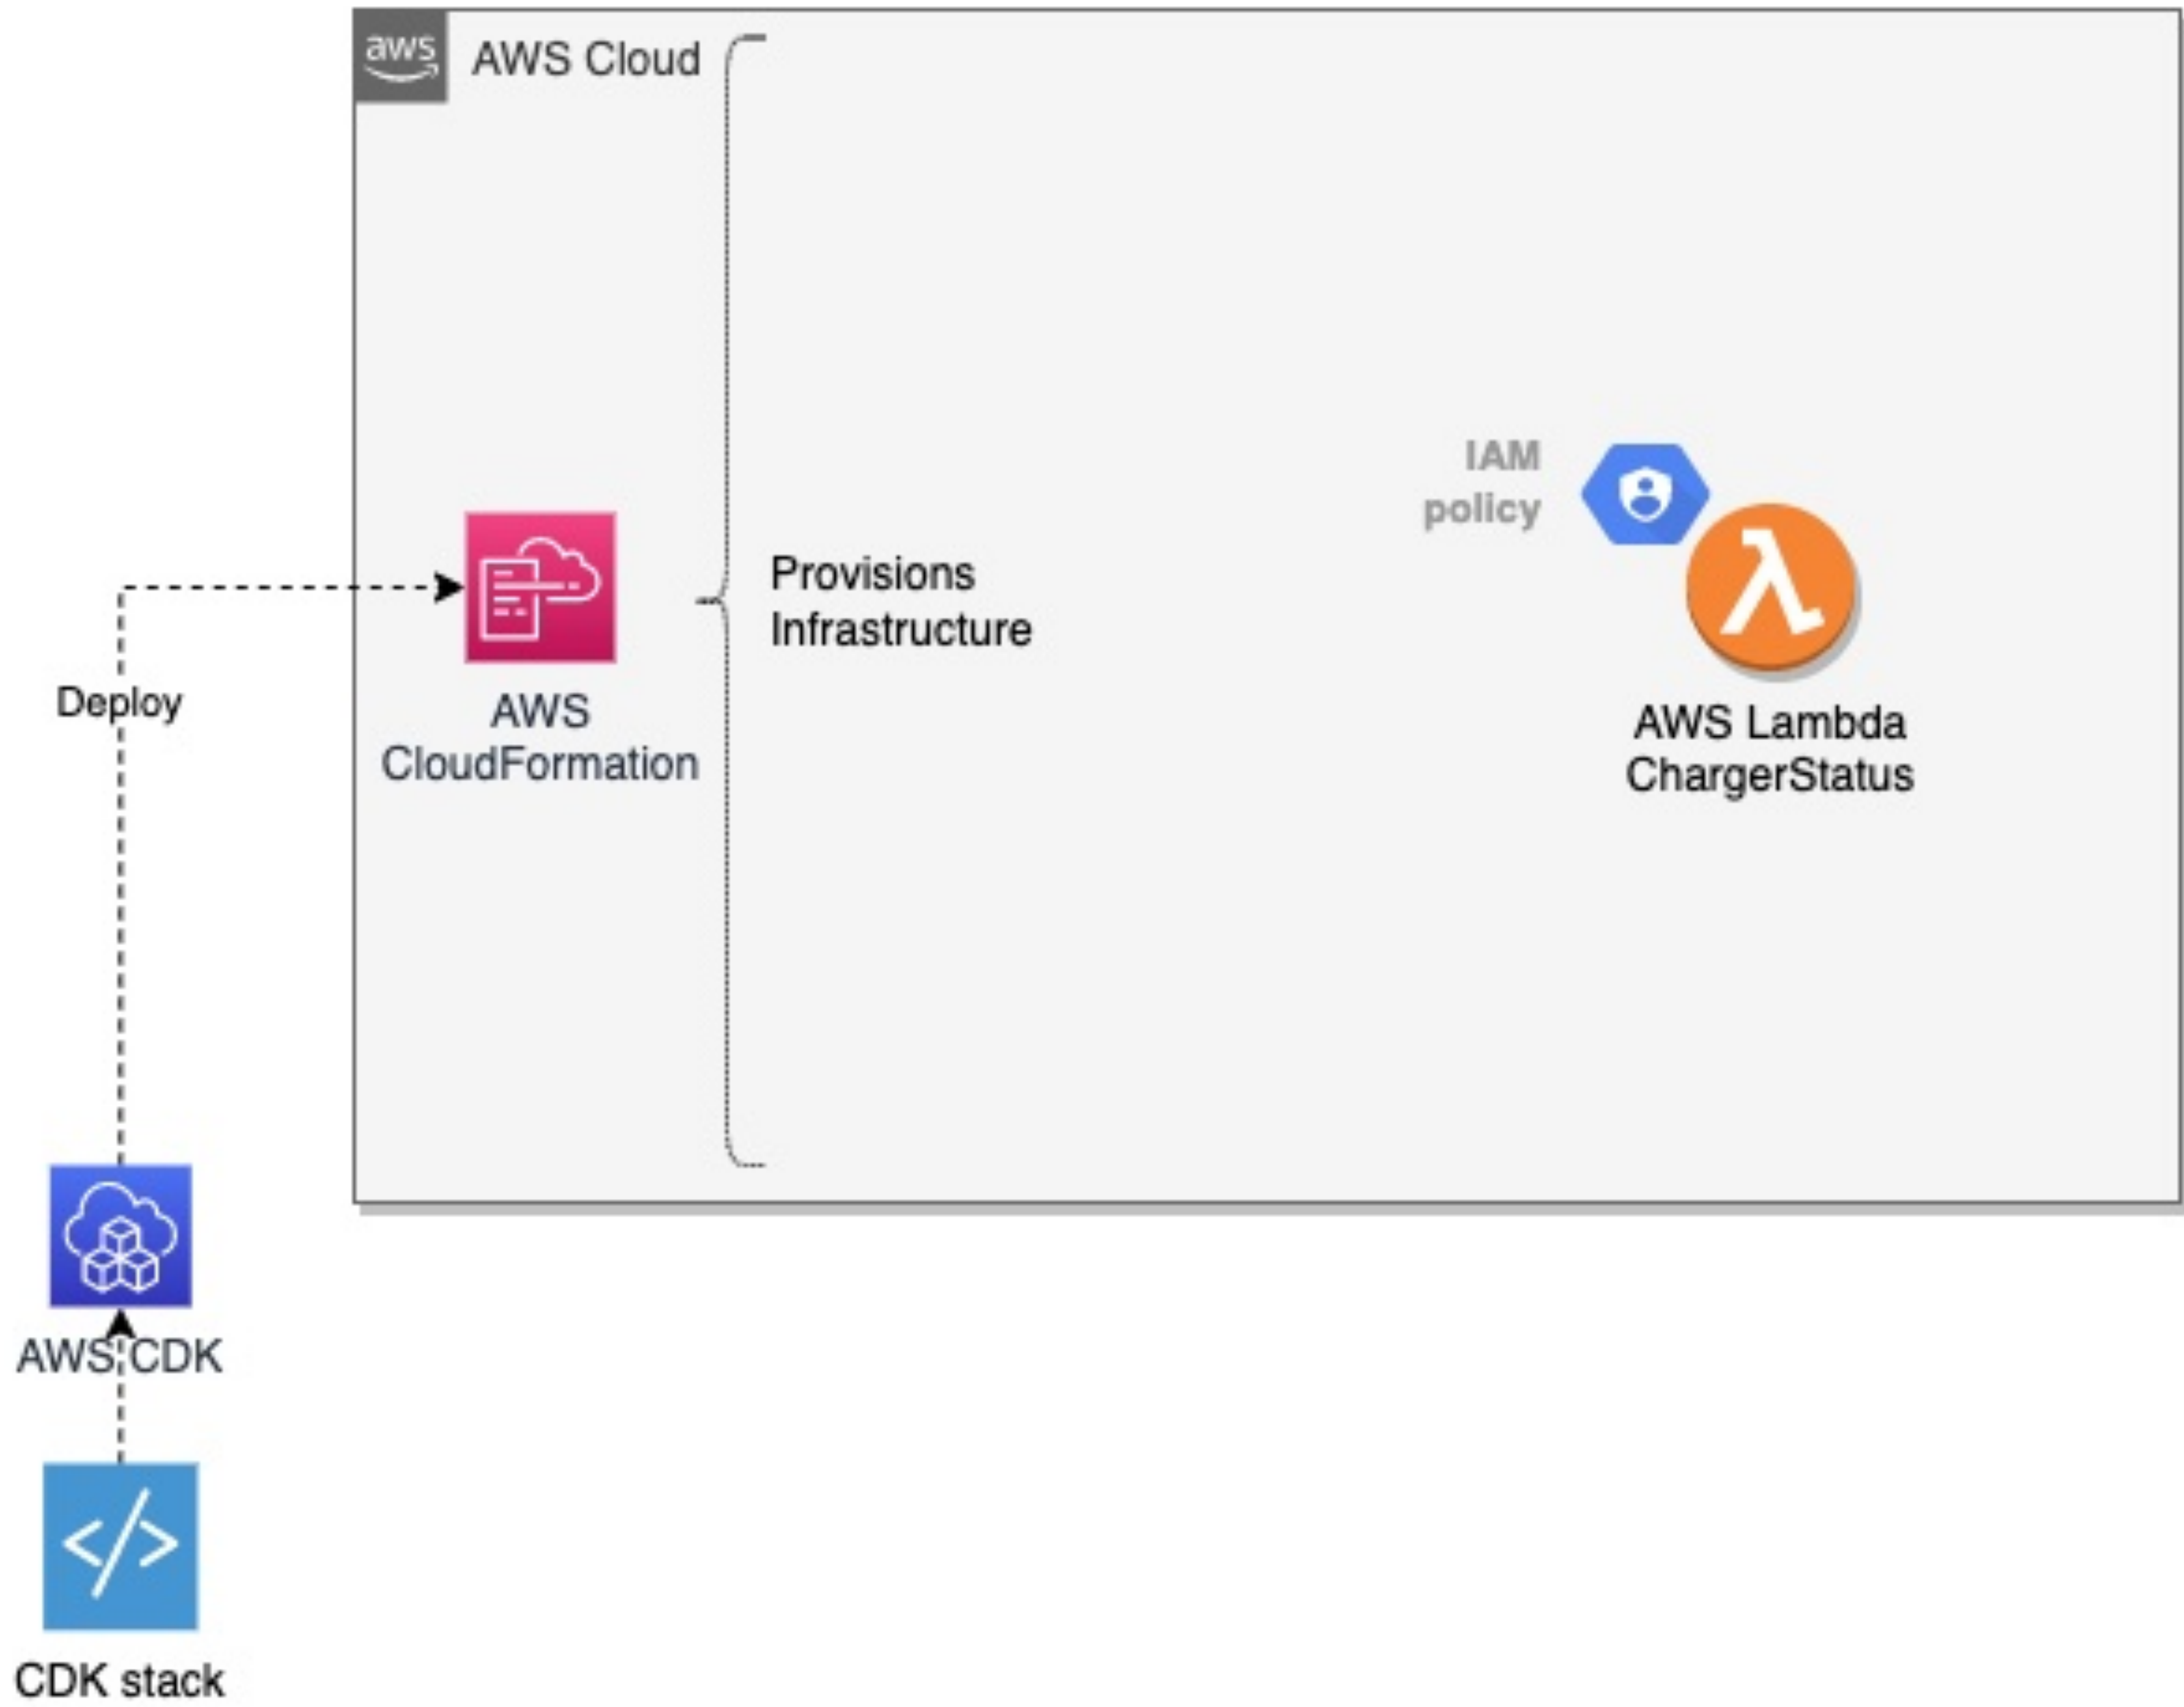 aws
AWS Cloud
IAM
policy
Provisions
Infrastructure
Deploy
AWS
CloudFormation
AWS Lambda
ChargerStatus
AWS CDK
CDK stack